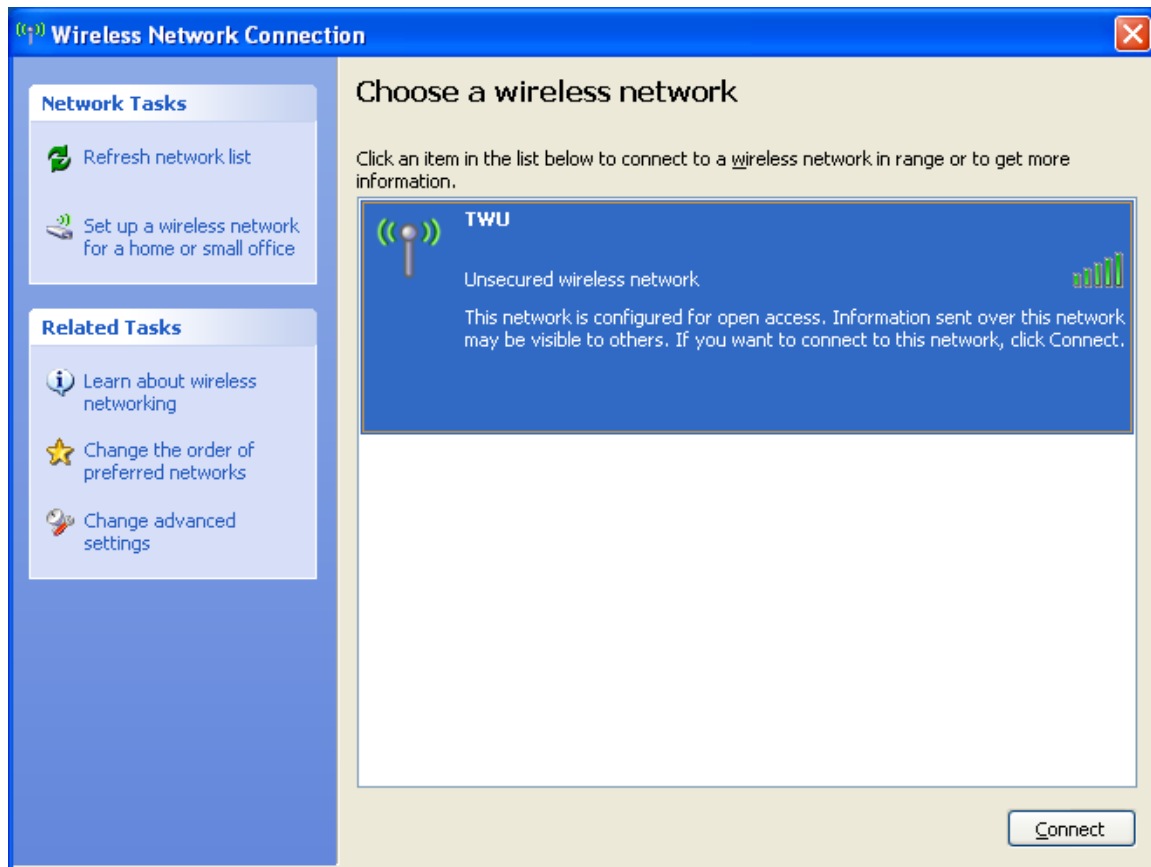 Wireless Network Connection
Network Tasks
Refresh network list
Set up a wireless network
for a home or small office
Related Tasks
Learn about wireless
networking
Change the order of
preferred networks
Change advanced
settings
Choose a wireless network
Click an item in the list below to connect to a wireless network in range or to get more
information.
TWU
Unsecured wireless network
This network is configured for open access. Information sent over this network
may be visible to others. If you want to connect to this network, click Connect.
Connect